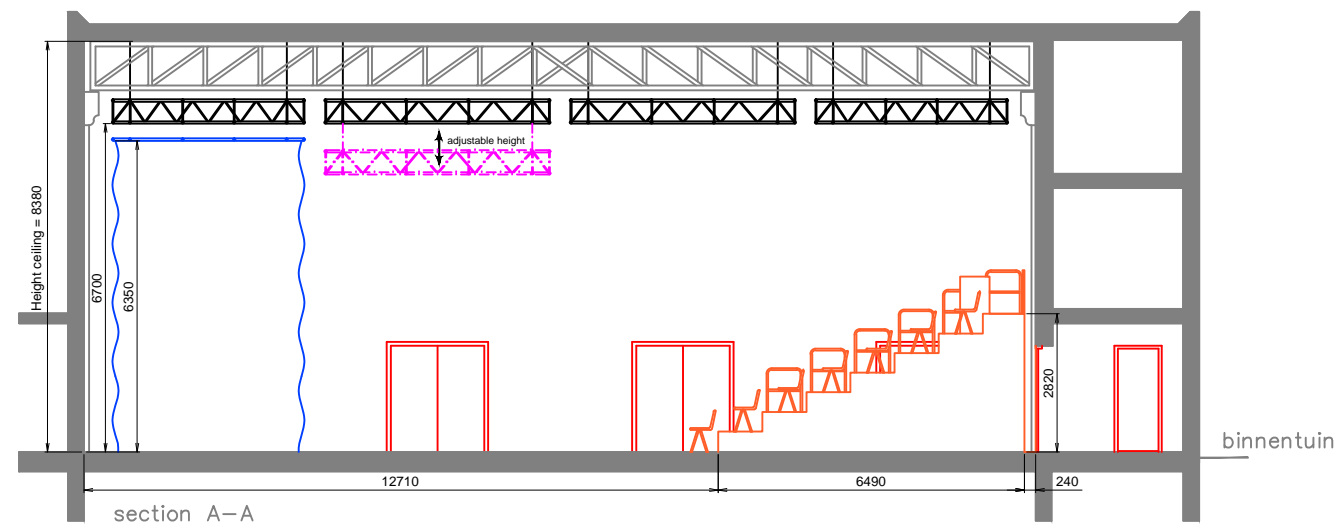 adjustable height
Height ceiling = 8380
6700
6350
2820
binnentuin
12710
6490
240
section A-A